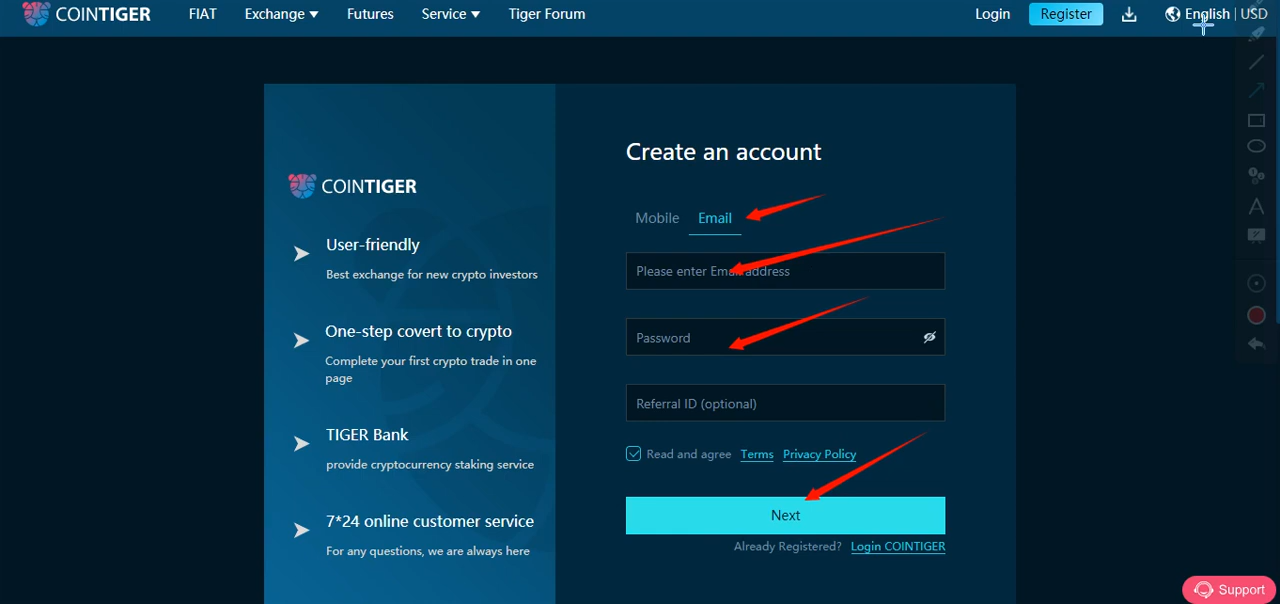 COINTIGER FIAT Exchange Futures Service Tiger Forum Login Register English | USD
COINTIGER
User-friendly
Best exchange for new crypto investors
One-step covert to crypto
Complete your first crypto trade in one
page
TIGER Bank
provide cryptocurrency staking service
7*24 online customer service
For any questions, we are always here
Create an account
Mobile Email
Please enter Email address
Password
Referral ID (optional)
Read and agree Terms Privacy Policy
Next
Already Registered? Login COINTIGER
Support